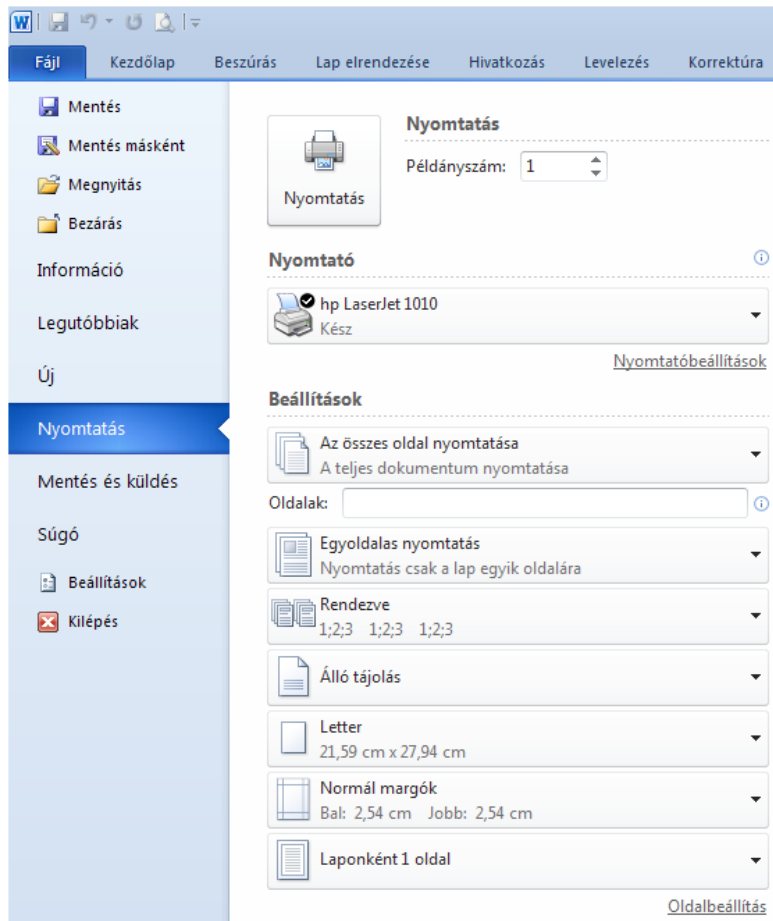 W
Fájl Kezdőlap Beszúrás Lap elrendezése Hivatkozás Levelezés Korrektúra
Mentés
Mentés másként
Megnyitás
Bezárás
Információ
Legutóbbiak
Új
Nyomtatás
Mentés és küldés
Súgó
Beállítások
Kilépés
Nyomtatás
Nyomtatás
Példányszám: 1
Nyomtató
hp LaserJet 1010
Kész
Nyomtatóbeállítások
Beállítások
Az összes oldal nyomtatása
A teljes dokumentum nyomtatása
Oldalak:
Egyoldalas nyomtatás
Nyomtatás csak a lap egyik oldalára
Rendezve
1;2;3 1;2;3 1;2;3
Álló tájolás
Letter
21,59 cm x 27,94 cm
Normál margók
Bal: 2,54 cm Jobb: 2,54 cm
Laponként 1 oldal
Oldalbeállítás